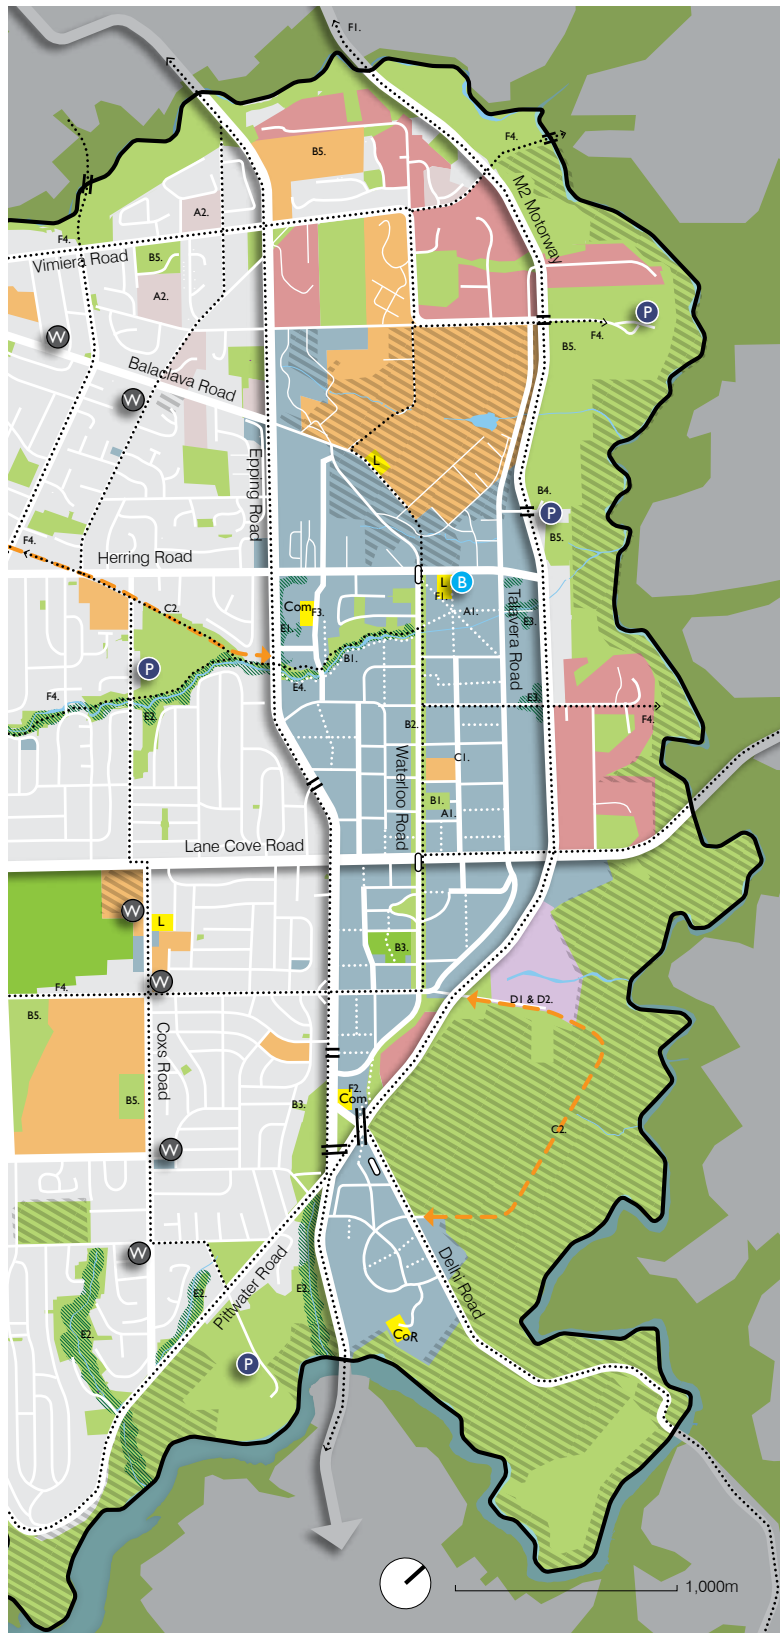 F1.
F4.
B5.
A2.
M2 Motorway
F4.
Vimiera Road
B5.
A2.
P
F4.
W
B5.
Balaclava Road
W
L
Epping Road
B4.
P
F4.
B5.
Herring Road
L
B
F1.
C2.
Com
F3.
A1.
Talavera Road
E1.
E3.
B1.
P
E4.
F4.
E3.
E2.
B2.
F4.
Waterloo Road
C1.
B1.
A1.
Lane Cove Road
W
L
B3.
W
F4.
D1 & D2.
B5.
Coxs Road
F2.
B5.
B3.
Com
C2.
W
W
Pittwater Road
Delhi Road
E2.
E2.
E2.
CoR
P
1,000m